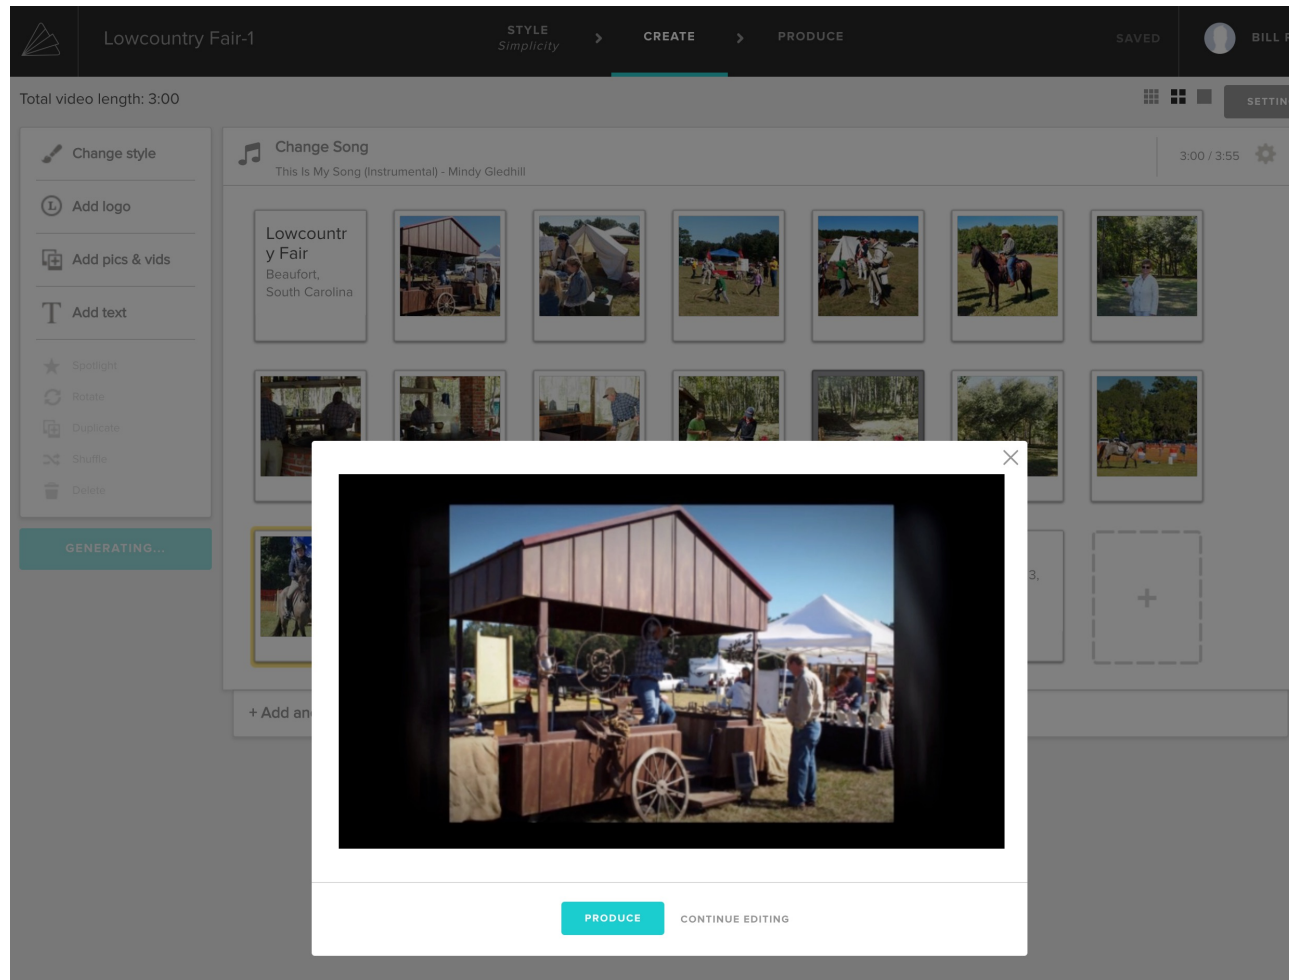 Lowcountry Fair-1
STYLE
Simplicity
CREATE
PRODUCE
SAVED
BILL
Total video length: 3:00
Change style
L
Add logo
Add pics & vids
T
Add text
Spotlight
Rotate
Duplicate
Shuffle
Delete
GENERATING...
Change Song
This Is My Song (Instrumental) - Mindy Gledhill
3:00 / 3:55
Lowcountr
y Fair
Beaufort,
South Carolina
3,
+
+ Add
PRODUCE
CONTINUE EDITING